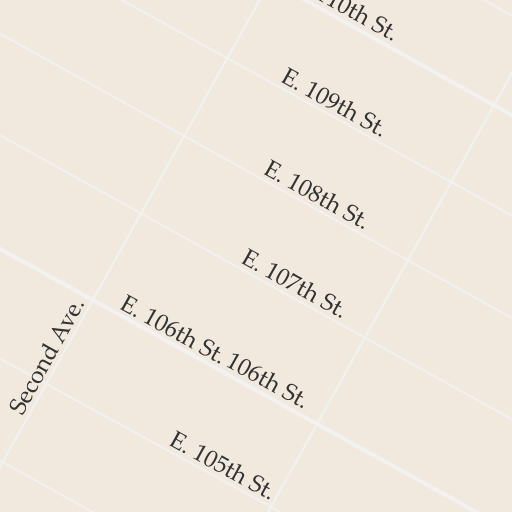 10th St.
E. 109th St.
E. 108th St.
E. 107th St.
E. 106th St. 106th St.
Second Ave.
E. 105th St.